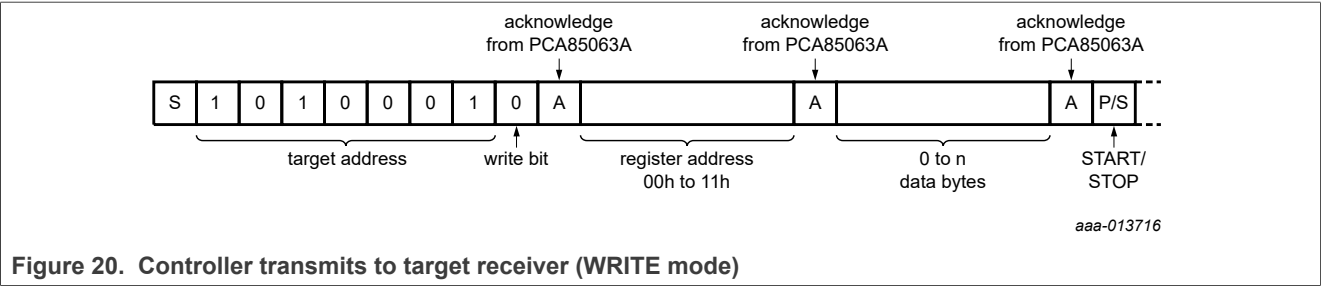 acknowledge acknowledge acknowledge
from PCA85063A from PCA85063A from PCA85063A
S 1 0 1 0 0 0 1 0 A A A P/S
target address write bit register address 0 to n START/
00h to 11h data bytes STOP
aaa-013716
Figure 20. Controller transmits to target receiver (WRITE mode)